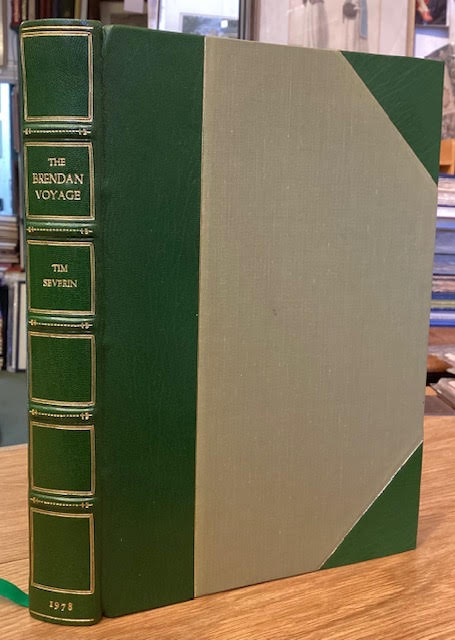 THE
BRENDAN
VOYAGE
TIM
SEVERIN
1978